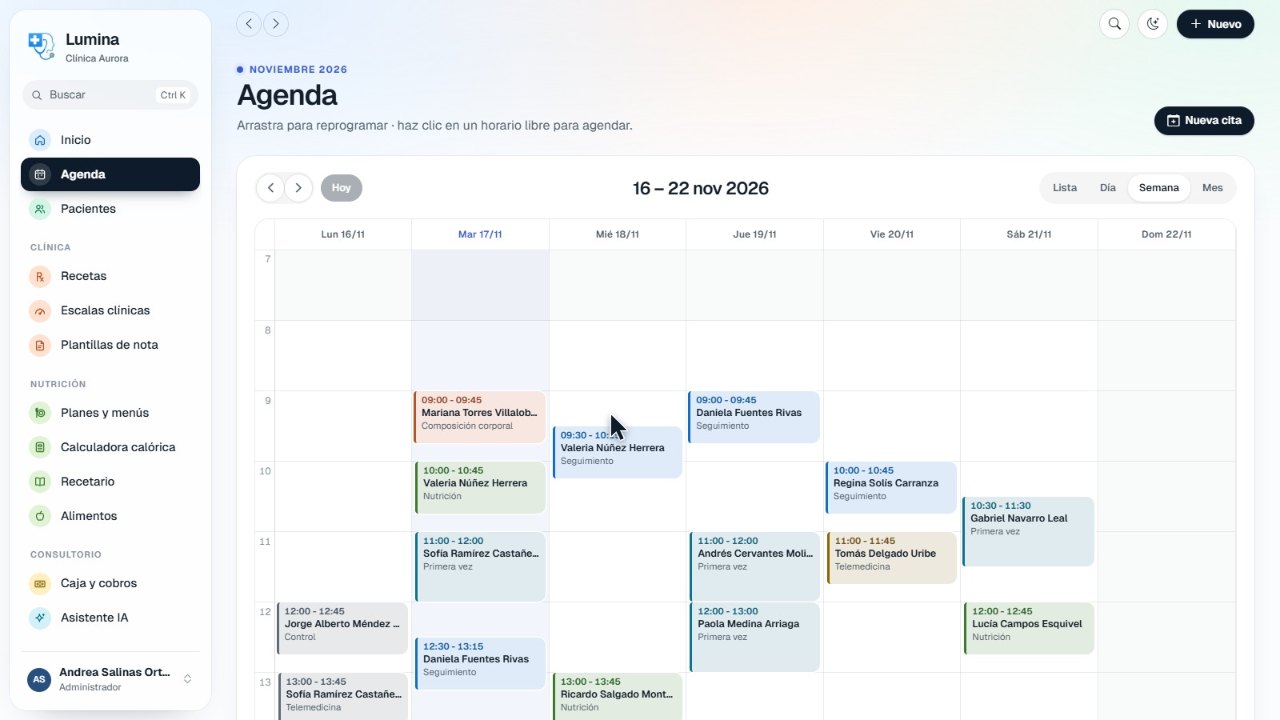 Lumina
Clínica Aurora
Buscar
Ctrl K
Inicio
Agenda
Pacientes
CLÍNICA
Recetas
Escalas clínicas
Plantillas de nota
NUTRICIÓN
Planes y menús
Calculadora calórica
Recetario
Alimentos
CONSULTORIO
Caja y cobros
Asistente IA
AS
Andrea Salinas Ort...
Administrador
Nuevo
NOVIEMBRE 2026
Agenda
Arrastra para reprogramar · haz clic en un horario libre para agendar.
Nueva cita
Hoy
16 – 22 nov 2026
Lista
Día
Semana
Mes
Lun 16/11
Mar 17/11
Mié 18/11
Jue 19/11
Vie 20/11
Sáb 21/11
Dom 22/11
7
8
9
10
11
12
13
12:00 - 12:45
Jorge Alberto Méndez ...
Control
13:00 - 13:45
Sofía Ramírez Castañe...
Telemedicina
09:00 - 09:45
Mariana Torres Villalob...
Composición corporal
10:00 - 10:45
Valeria Núñez Herrera
Nutrición
11:00 - 12:00
Sofía Ramírez Castañe...
Primera vez
12:30 - 13:15
Daniela Fuentes Rivas
Seguimiento
09:30 -
Valeria Núñez Herrera
Seguimiento
13:00 - 13:45
Ricardo Salgado Mont...
Nutrición
09:00 - 09:45
Daniela Fuentes Rivas
Seguimiento
11:00 - 12:00
Andrés Cervantes Moli...
Primera vez
12:00 - 13:00
Paola Medina Arriaga
Primera vez
10:00 - 10:45
Regina Solís Carranza
Seguimiento
11:00 - 11:45
Tomás Delgado Uribe
Telemedicina
10:30 - 11:30
Gabriel Navarro Leal
Primera vez
12:00 - 12:45
Lucía Campos Esquivel
Nutrición